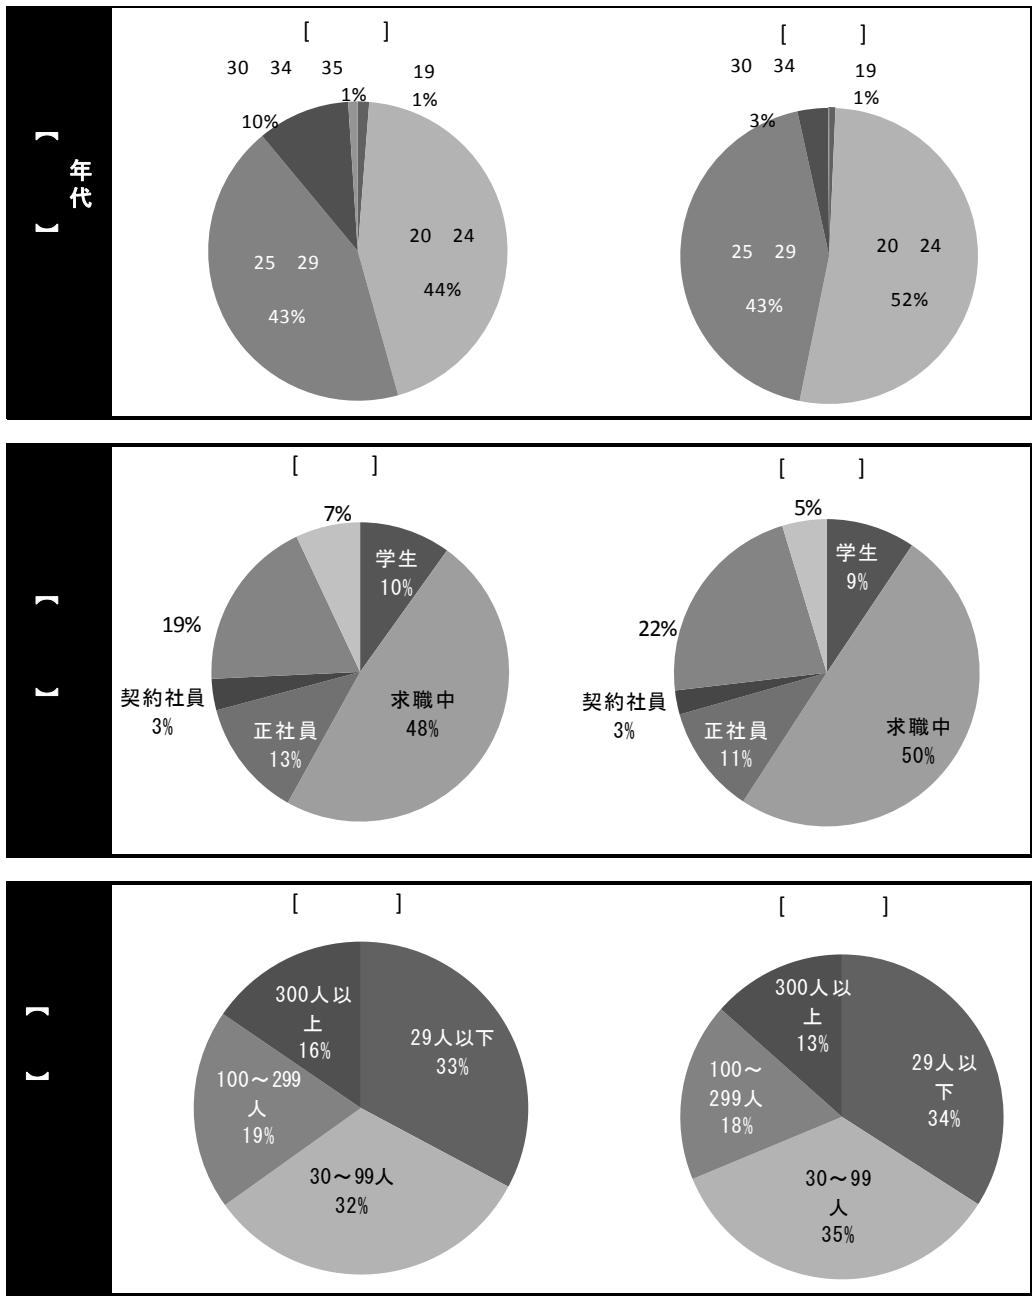 【年代】
[ ]
30 34 35 19
1% 1%
10%
20 24
25 29
44%
43%
[ ]
30 34 19
1%
3%
20 24
25 29
52%
43%
【 】
[ ]
7%
学生
10%
19%
契約社員
3%
求職中
48%
正社員
13%
[ ]
5%
学生
9%
22%
契約社員
3%
求職中
50%
正社員
11%
【 】
[ ]
300人以
上
16%
29人以下
33%
100～299
人
19%
30～99人
32%
[ ]
300人以
上
13%
29人以
下
34%
100～
299人
18%
30～99
人
35%